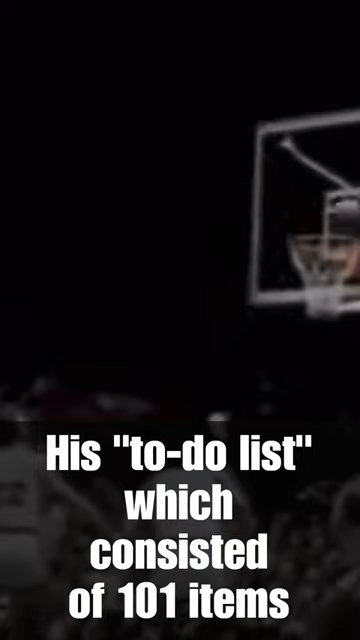 His "to-do list"
which
consisted
of 101 items